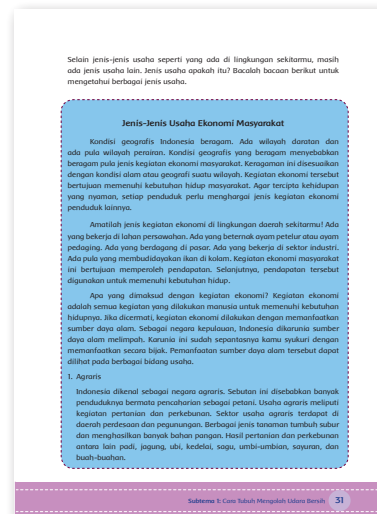 Selain jenis-jenis usaha seperti yang ada di lingkungan sekitarmu, masih
ada jenis usaha lain. Jenis usaha apakah itu? Bacalah bacaan berikut untuk
mengetahui berbagai jenis usaha.
Jenis-Jenis Usaha Ekonomi Masyarakat
Kondisi geografis Indonesia beragam. Ada wilayah daratan dan
ada pula wilayah perairan. Kondisi geografis yang beragam menyebabkan
beragam pula jenis kegiatan ekonomi masyarakat. Keragaman ini disesuaikan
dengan kondisi alam atau geografi suatu wilayah. Kegiatan ekonomi tersebut
bertujuan memenuhi kebutuhan hidup masyarakat. Agar tercipta kehidupan
yang nyaman, setiap penduduk perlu menghargai jenis kegiatan ekonomi
penduduk lainnya.
Amatilah jenis kegiatan ekonomi di lingkungan daerah sekitarmu! Ada
yang bekerja di lahan persawahan. Ada yang beternak ayam petelur atau ayam
pedaging. Ada yang berdagang di pasar. Ada yang bekerja di sektor industri.
Ada pula yang membudidayakan ikan di kolam. Kegiatan ekonomi masyarakat
ini bertujuan memperoleh pendapatan. Selanjutnya, pendapatan tersebut
digunakan untuk memenuhi kebutuhan hidup.
Apa yang dimaksud dengan kegiatan ekonomi? Kegiatan ekonomi
adalah semua kegiatan yang dilakukan manusia untuk memenuhi kebutuhan
hidupnya. Jika dicermati, kegiatan ekonomi dilakukan dengan memanfaatkan
sumber daya alam. Sebagai negara kepulauan, Indonesia dikarunia sumber
daya alam melimpah. Karunia ini sudah sepantasnya kamu syukuri dengan
memanfaatkan secara bijak. Pemanfaatan sumber daya alam tersebut dapat
dilihat pada berbagai bidang usaha.
1. Agraris
Indonesia dikenal sebagai negara agraris. Sebutan ini disebabkan banyak
penduduknya bermata pencaharian sebagai petani. Usaha agraris meliputi
kegiatan pertanian dan perkebunan. Sektor usaha agraris terdapat di
daerah perdesaan dan pegunungan. Berbagai jenis tanaman tumbuh subur
dan menghasilkan banyak bahan pangan. Hasil pertanian dan perkebunan
antara lain padi, jagung, ubi, kedelai, sagu, umbi-umbian, sayuran, dan
buah-buahan.
Subtema 1: Cara Tubuh Mengolah Udara Bersih 31